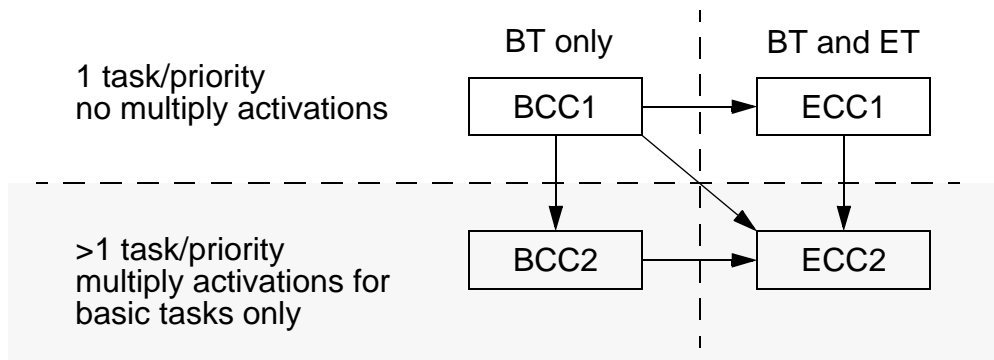 BT only
BT and ET
1 task/priority
no multiply activations
BCC1
ECC1
>1 task/priority
multiply activations for
basic tasks only
BCC2
ECC2